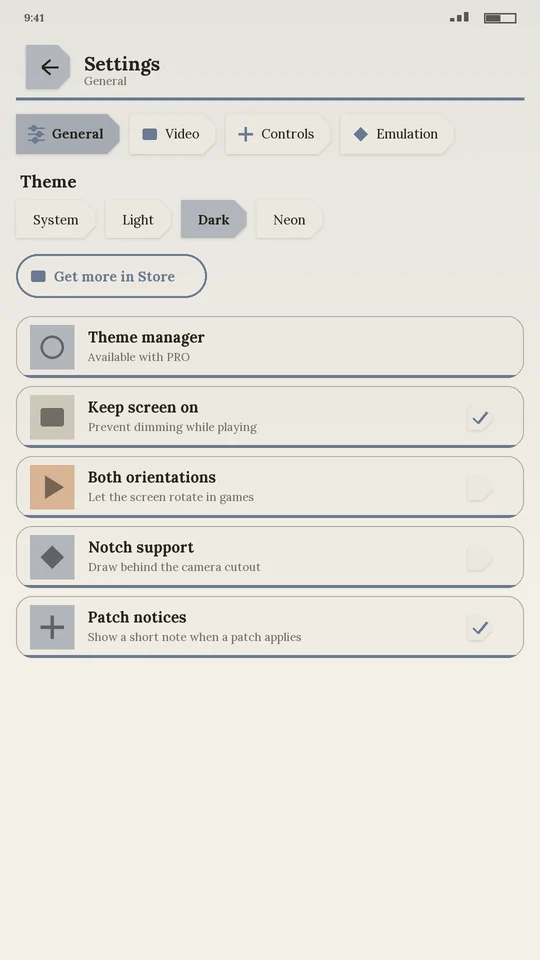 9:41
Settings
General
General
Video
Controls
Emulation
Theme
System
Light
Dark
Neon
Get more in Store
Theme manager
Available with PRO
Keep screen on
Prevent dimming while playing
Both orientations
Let the screen rotate in games
Notch support
Draw behind the camera cutout
Patch notices
Show a short note when a patch applies